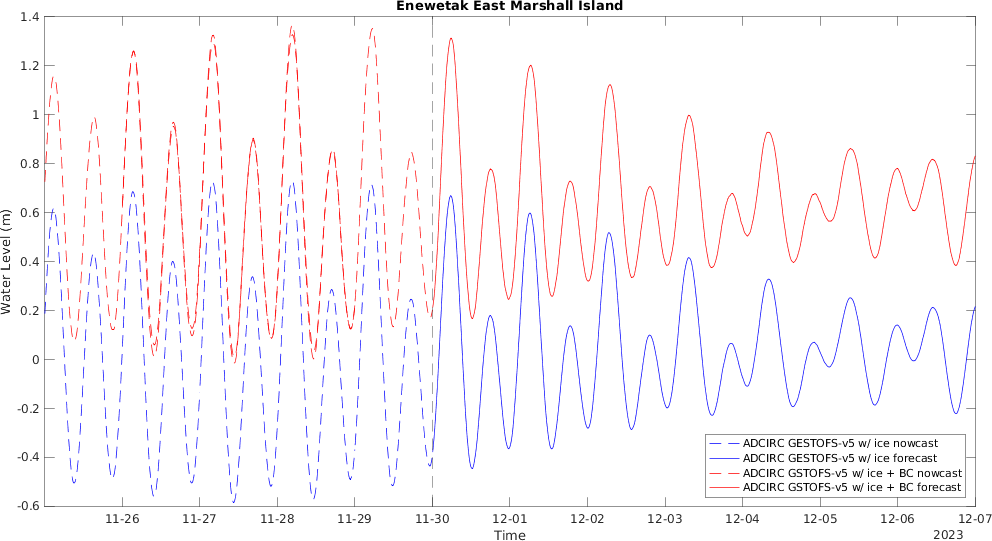 Enewetak East Marshall Island
1.4
1.2
1
0.8
0.6
0.4
0.2
0
-0.2
-0.4
-0.6
Water Level (m)
ADCIRC GESTOFS-v5 w/ ice nowcast
ADCIRC GESTOFS-v5 w/ ice forecast
ADCIRC GSTOFS-v5 w/ ice + BC nowcast
ADCIRC GSTOFS-v5 w/ ice + BC forecast
11-26 11-27 11-28 11-29 11-30 12-01 12-02 12-03 12-04 12-05 12-06 12-07
Time
2023